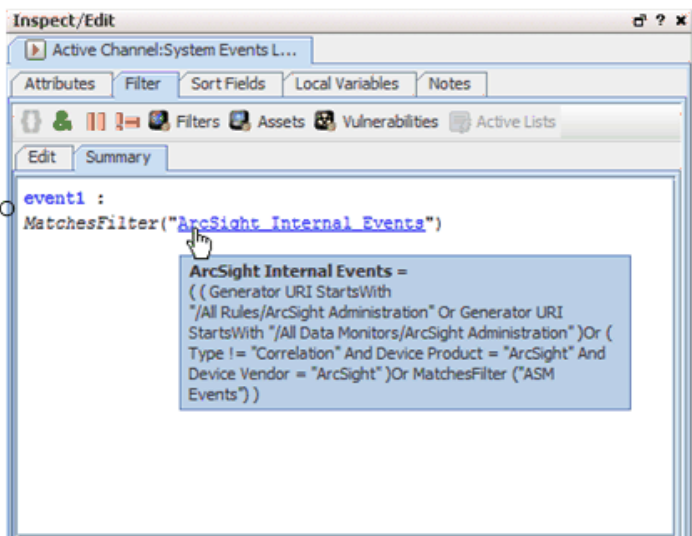 Inspect/Edit ?
Active Channel:System Events L...
Attributes Filter Sort Fields Local Variables Notes
Filters Assets Vulnerabilities Active Lists
Edit Summary
event1 :
MatchesFilter("ArcSight Internal Events")
ArcSight Internal Events =
( ( Generator URI StartsWith
"/All Rules/ArcSight Administration" Or Generator URI
StartsWith "/All Data Monitors/ArcSight Administration" )Or (
Type != "Correlation" And Device Product = "ArcSight" And
Device Vendor = "ArcSight" )Or MatchesFilter ("ASM
Events") )